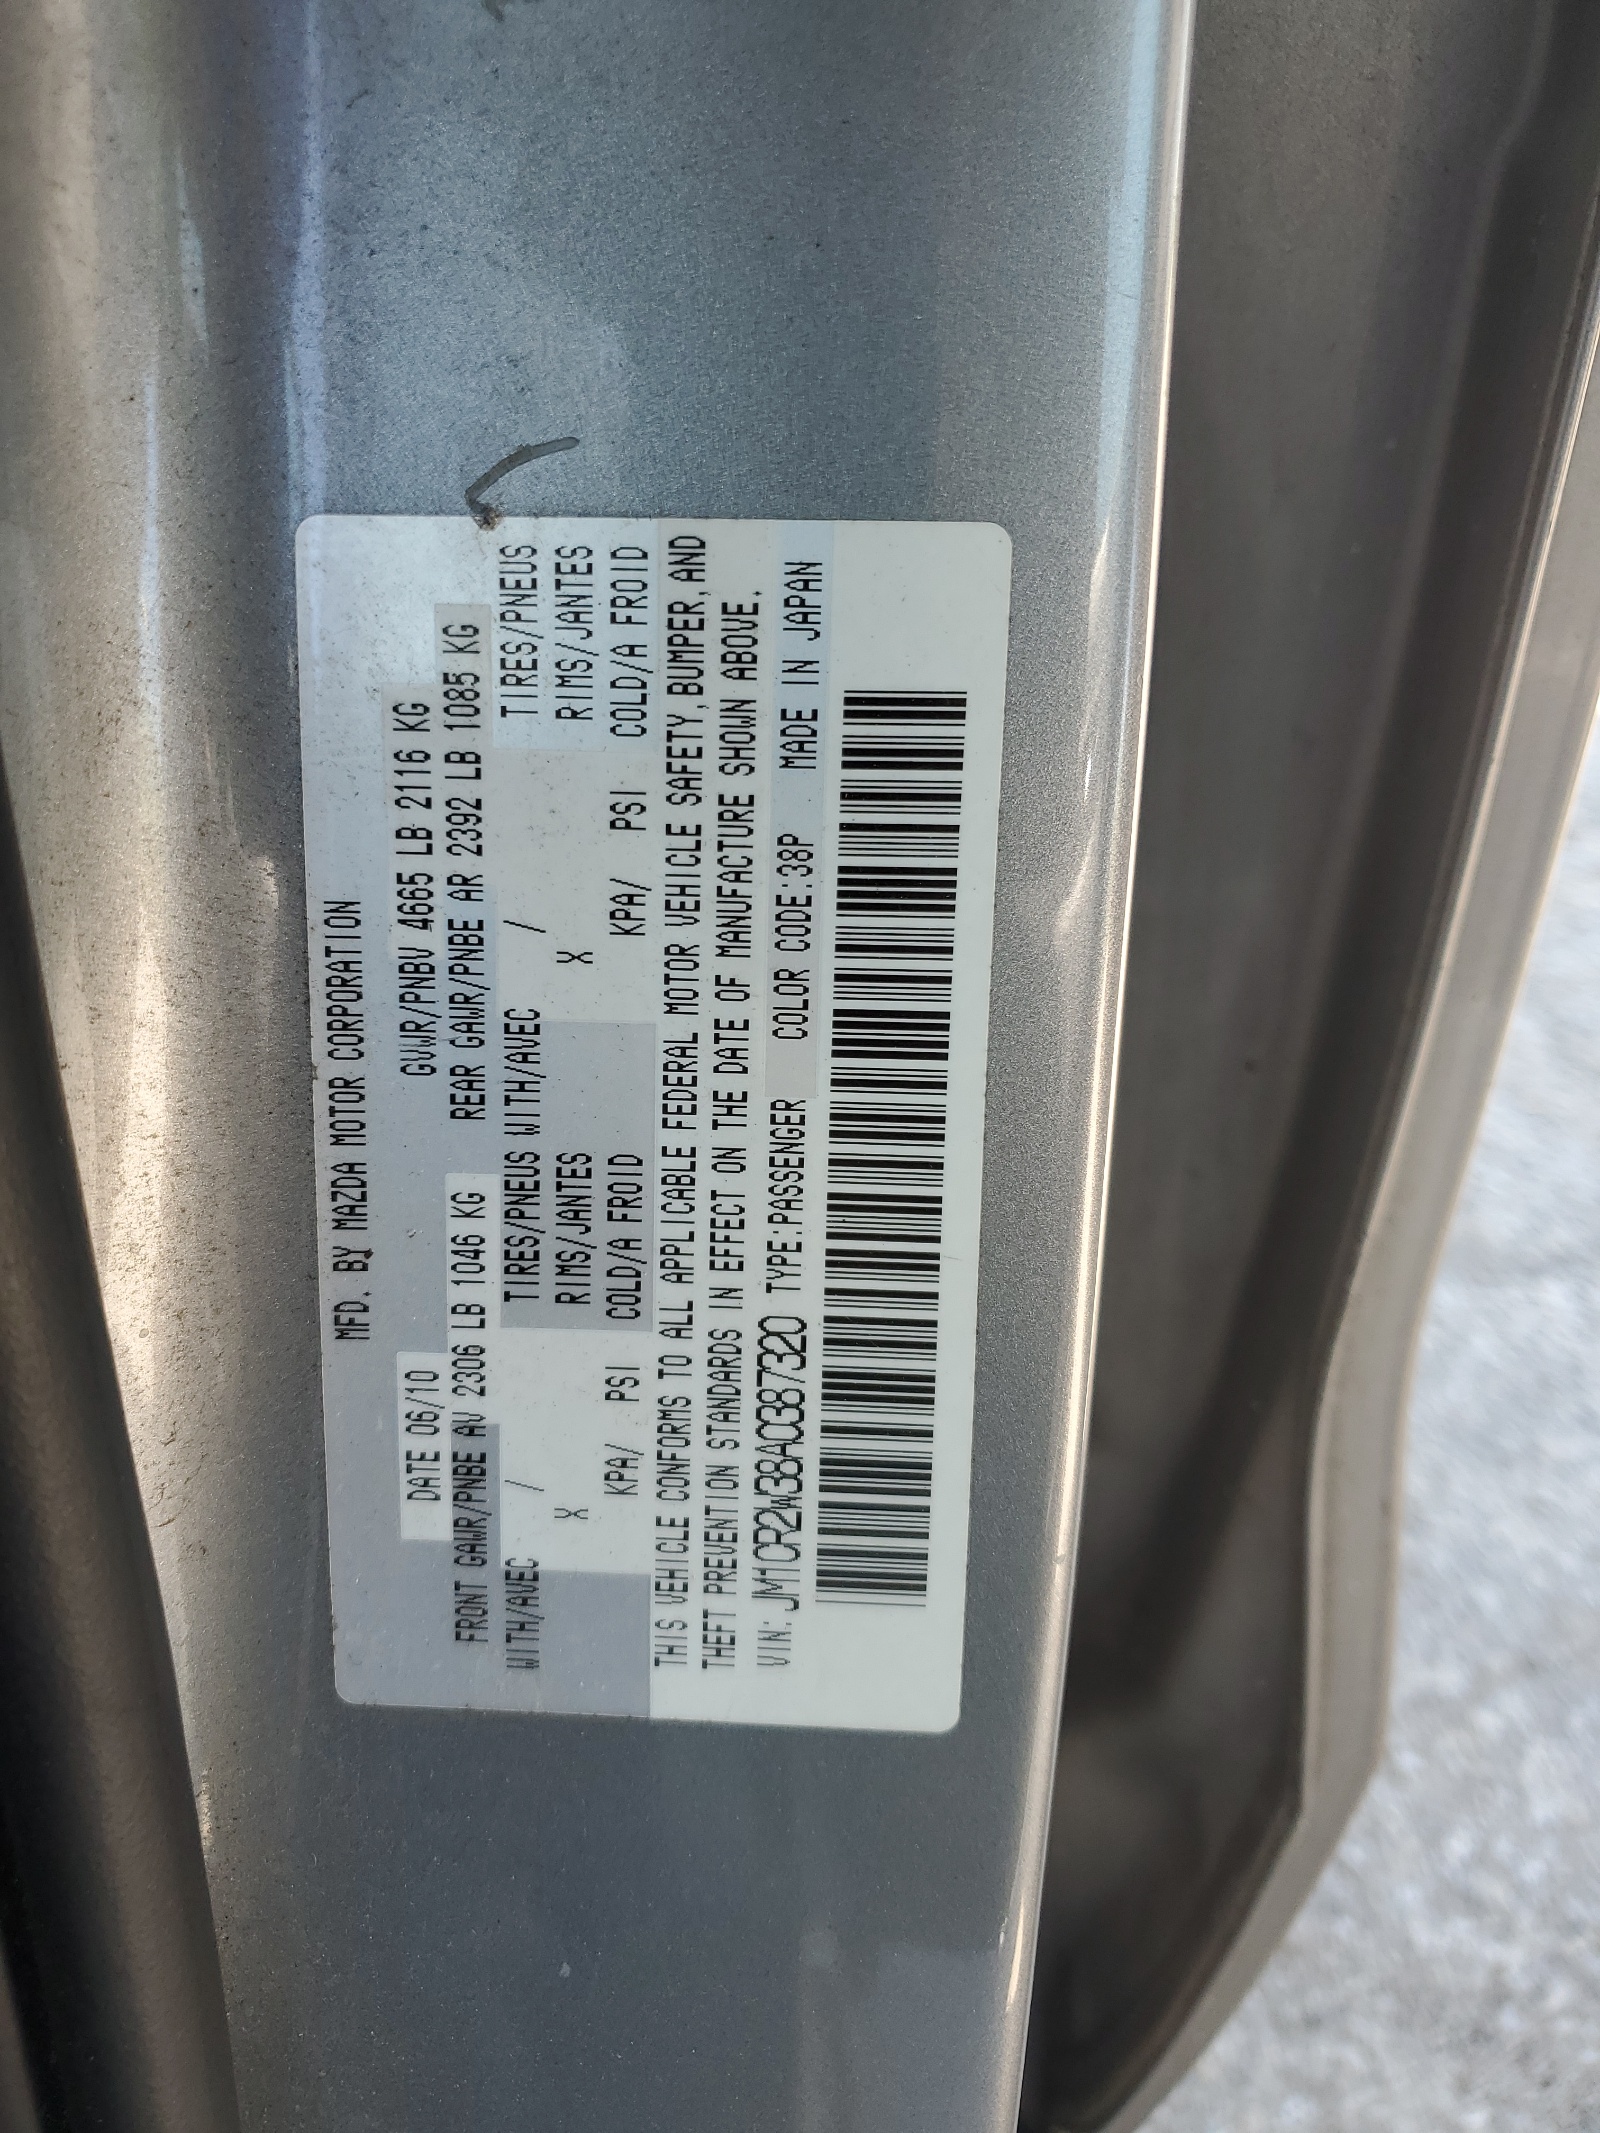 MFD. BY MAZDA MOTOR CORPORATION
DATE 06/10 GVWR/PNBV 4665 LB 2116 KG
FRONT GAWR/PNBE AV 2306 LB 1046 KG REAR GAWR/PNBE AR 2392 LB 1085 KG
WITH/AVEC / TIRES/PNEUS WITH/AVEC / TIRES/PNEUS
X RIMS/JANTES X RIMS/JANTES
KPA/ PSI COLD/A FROID KPA/ PSI COLD/A FROID
THIS VEHICLE CONFORMS TO ALL APPLICABLE FEDERAL MOTOR VEHICLE SAFETY,BUMPER,AND
THEFT PREVENTION STANDARDS IN EFFECT ON THE DATE OF MANUFACTURE SHOWN ABOVE.
VIN: JM1CR2W38A0387320 TYPE:PASSENGER COLOR CODE:38P MADE IN JAPAN